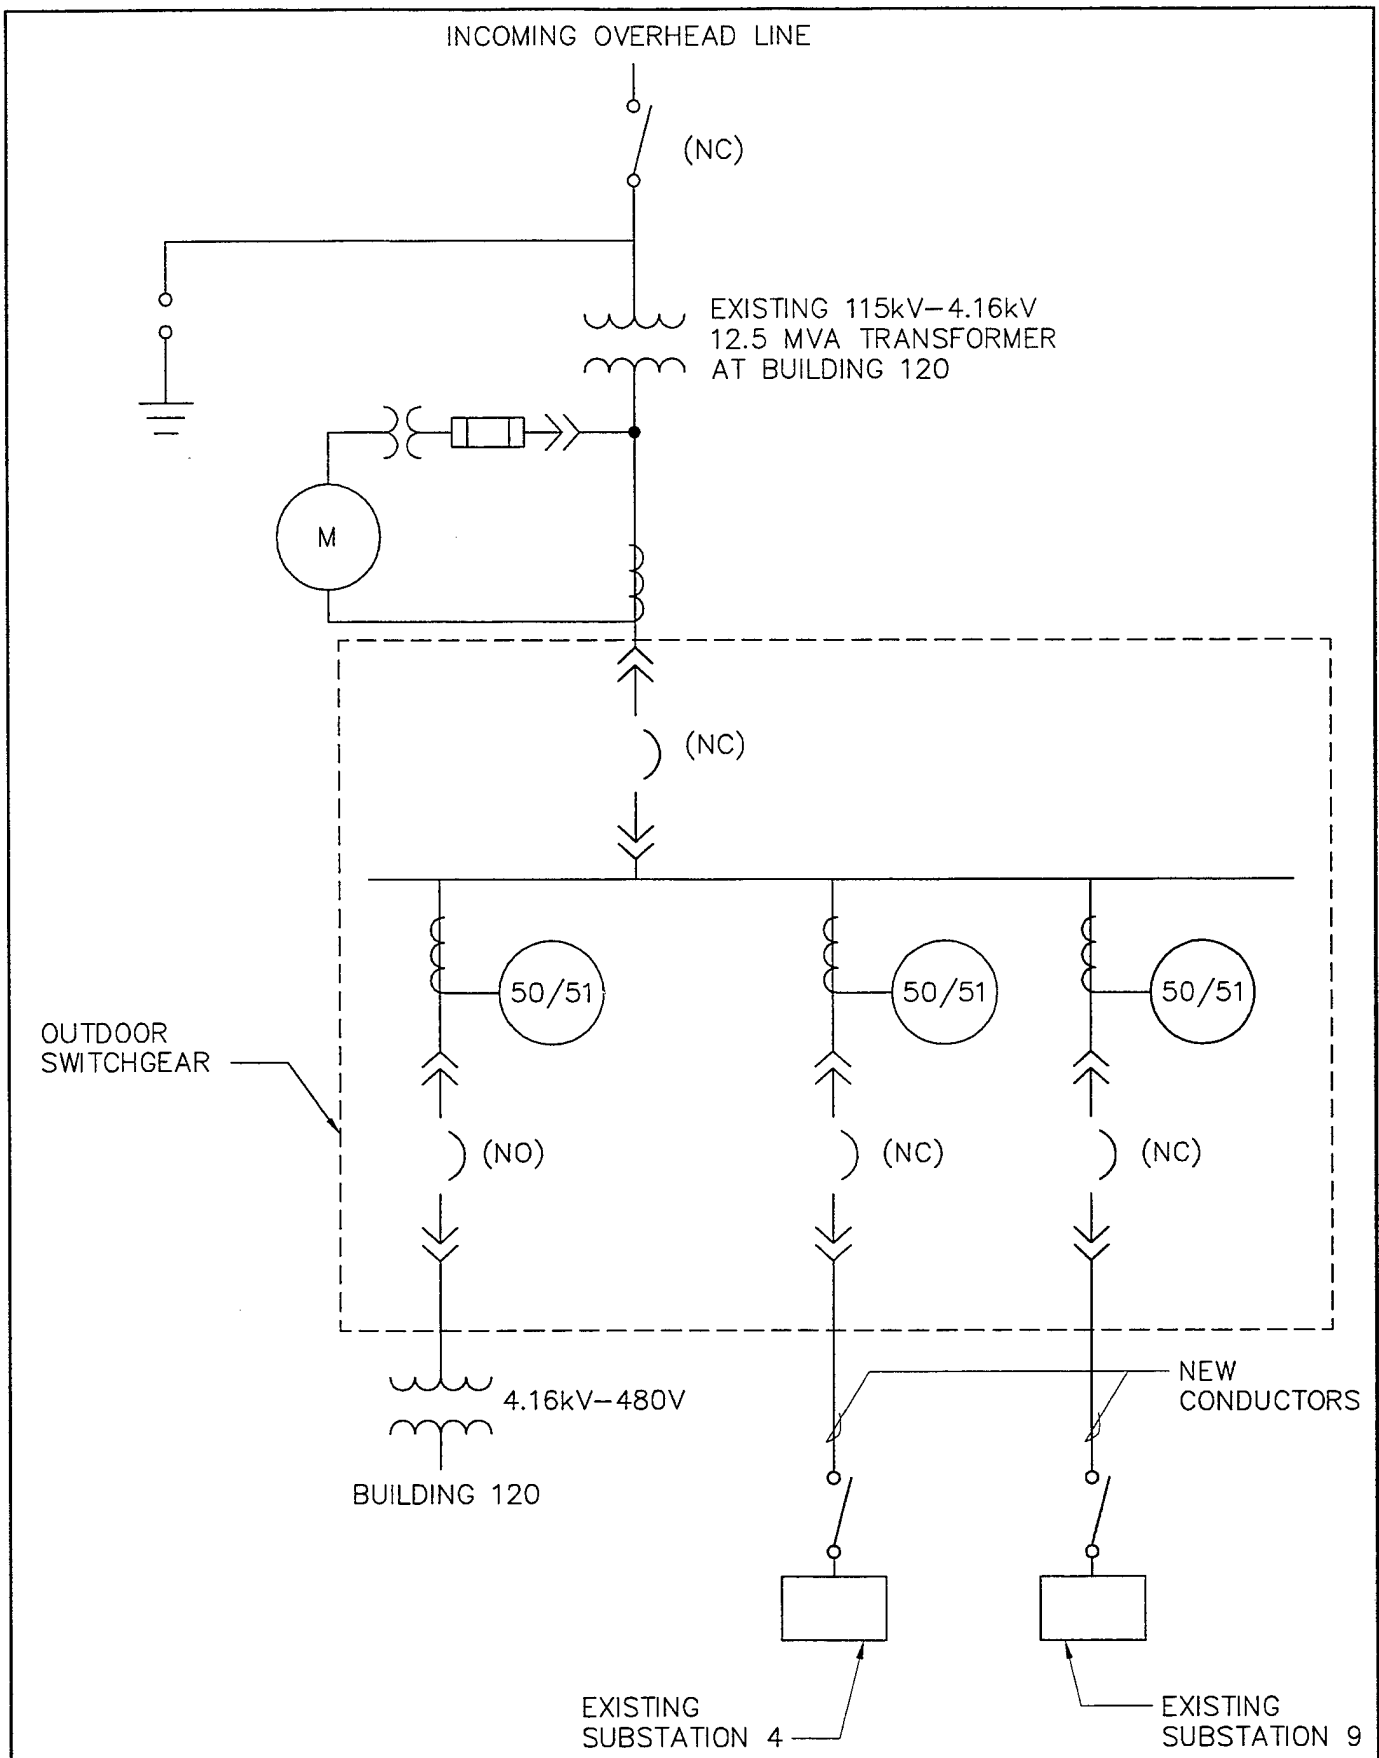 INCOMING OVERHEAD LINE
(NC)
EXISTING 115kV-4.16kV
12.5 MVA TRANSFORMER
AT BUILDING 120
M
(NC)
50/51
50/51
50/51
OUTDOOR
SWITCHGEAR
(NO)
(NC)
(NC)
4.16kV-480V
BUILDING 120
NEW
CONDUCTORS
EXISTING
SUBSTATION 4
EXISTING
SUBSTATION 9